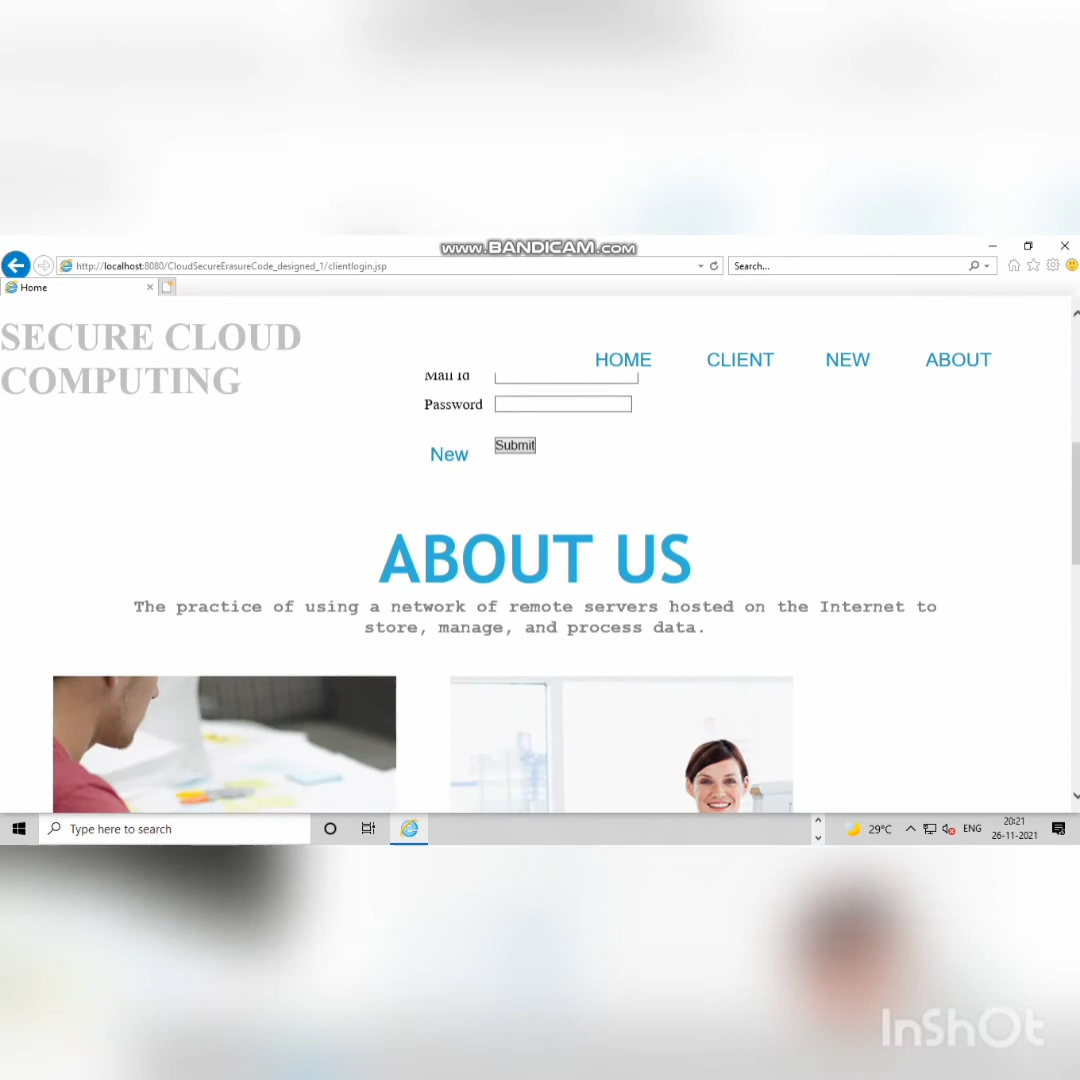 www.BANDICAM.com
http://localhost:8080/CloudSecureErasureCode_designed_1/clientlogin.jsp
Search...
Home
SECURE CLOUD
COMPUTING
HOME CLIENT NEW ABOUT
Mail Id
Password
New Submit
ABOUT US
The practice of using a network of remote servers hosted on the Internet to
store, manage, and process data.
Type here to search
29°C ENG
20:21
26-11-2021
InShOt